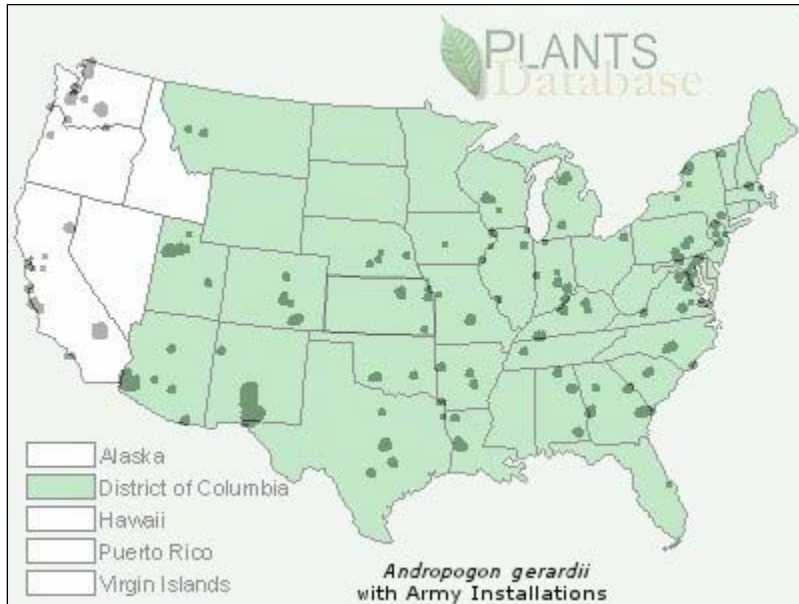 PLANTS
Database
Alaska
District of Columbia
Hawaii
Puerto Rico
Virgin Islands
Andropogon gerardii
with Army Installations